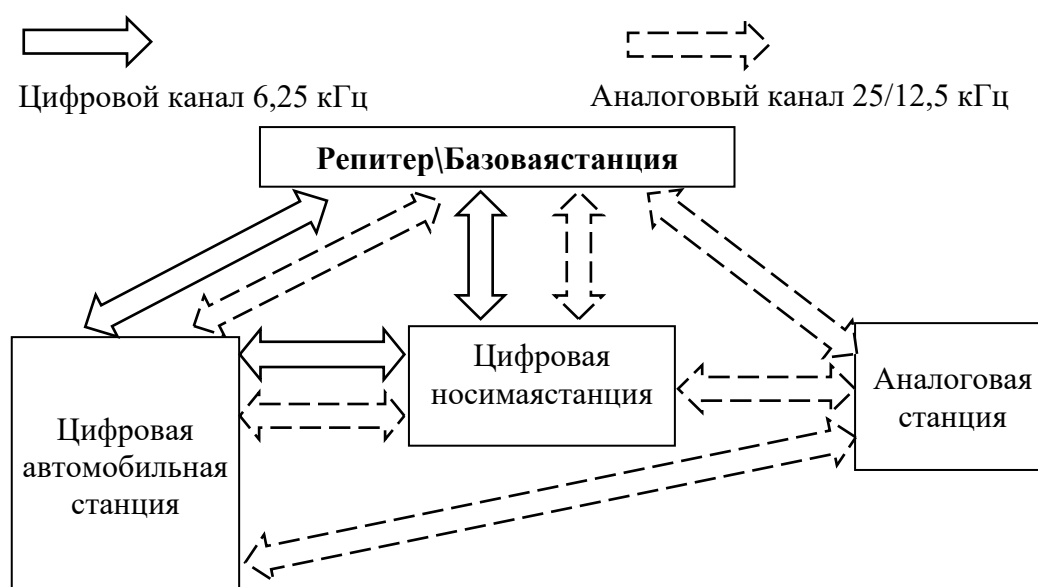 Цифровой канал 6,25 кГц
Аналоговый канал 25/12,5 кГц
Репитер\Базоваястанция
Цифровая
носимаястанция
Аналоговая
станция
Цифровая
автомобильная
станция